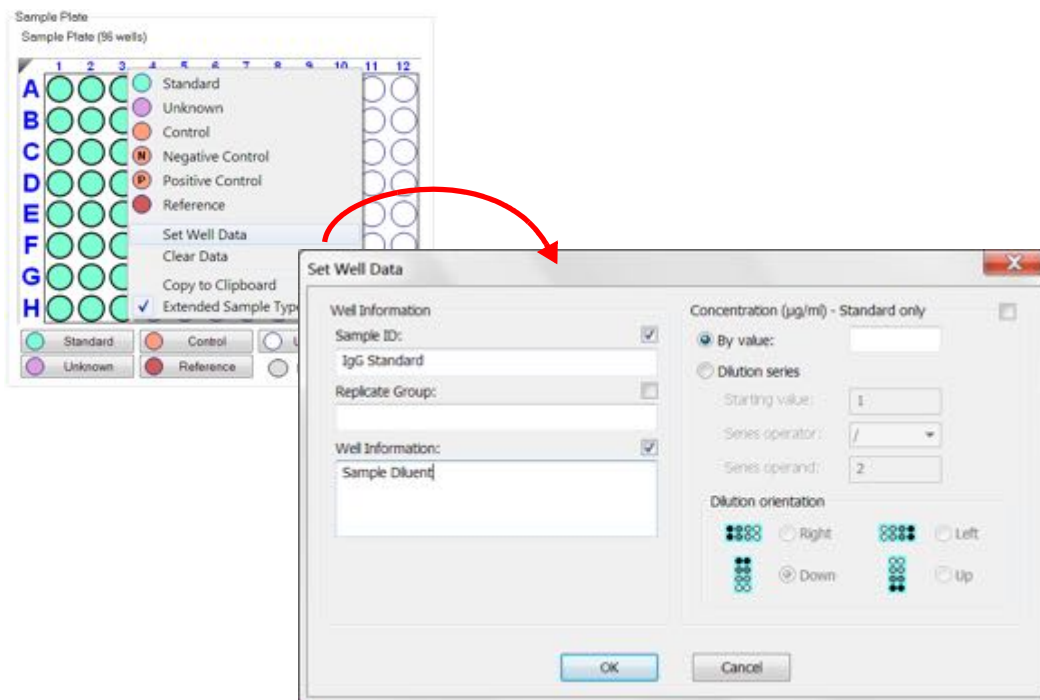 Sample Plate
Sample Plate (96 wells)
1 2 3 4 5 6 7 8 9 10 11 12
A
B
C
D
E
F
G
H
Standard
Unknown
Control
N Negative Control
P Positive Control
Reference
Set Well Data
Clear Data
Copy to Clipboard
✓ Extended Sample Type
Standard Control U
Unknown Reference
Set Well Data
X
Well Information
Sample ID:
IgG Standard
Replicate Group:
Well Information:
Sample Diluent
Concentration (µg/ml) - Standard only
By value:
Dilution series
Starting value: 1
Series operator: /
Series operand: 2
Dilution orientation
Right Left
Down Up
OK Cancel